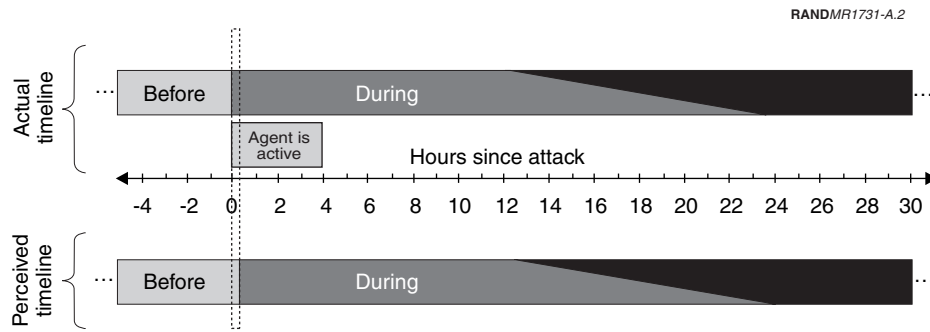 RANDMR1731-A.2
Actual
timeline
... Before During ...
Agent is
active
Hours since attack
-4 -2 0 2 4 6 8 10 12 14 16 18 20 22 24 26 28 30
Perceived
timeline
... Before During ...